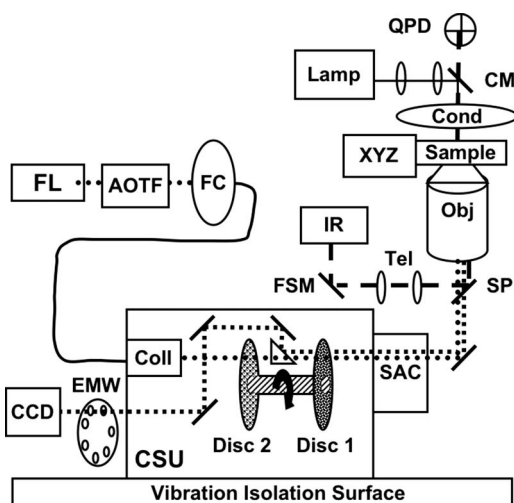 QPD
Lamp
CM
Cond
XYZ
Sample
FL
AOTF
FC
Obj
IR
Tel
FSM
SP
Coll
SAC
EMW
CCD
Disc 2
Disc 1
CSU
Vibration Isolation Surface